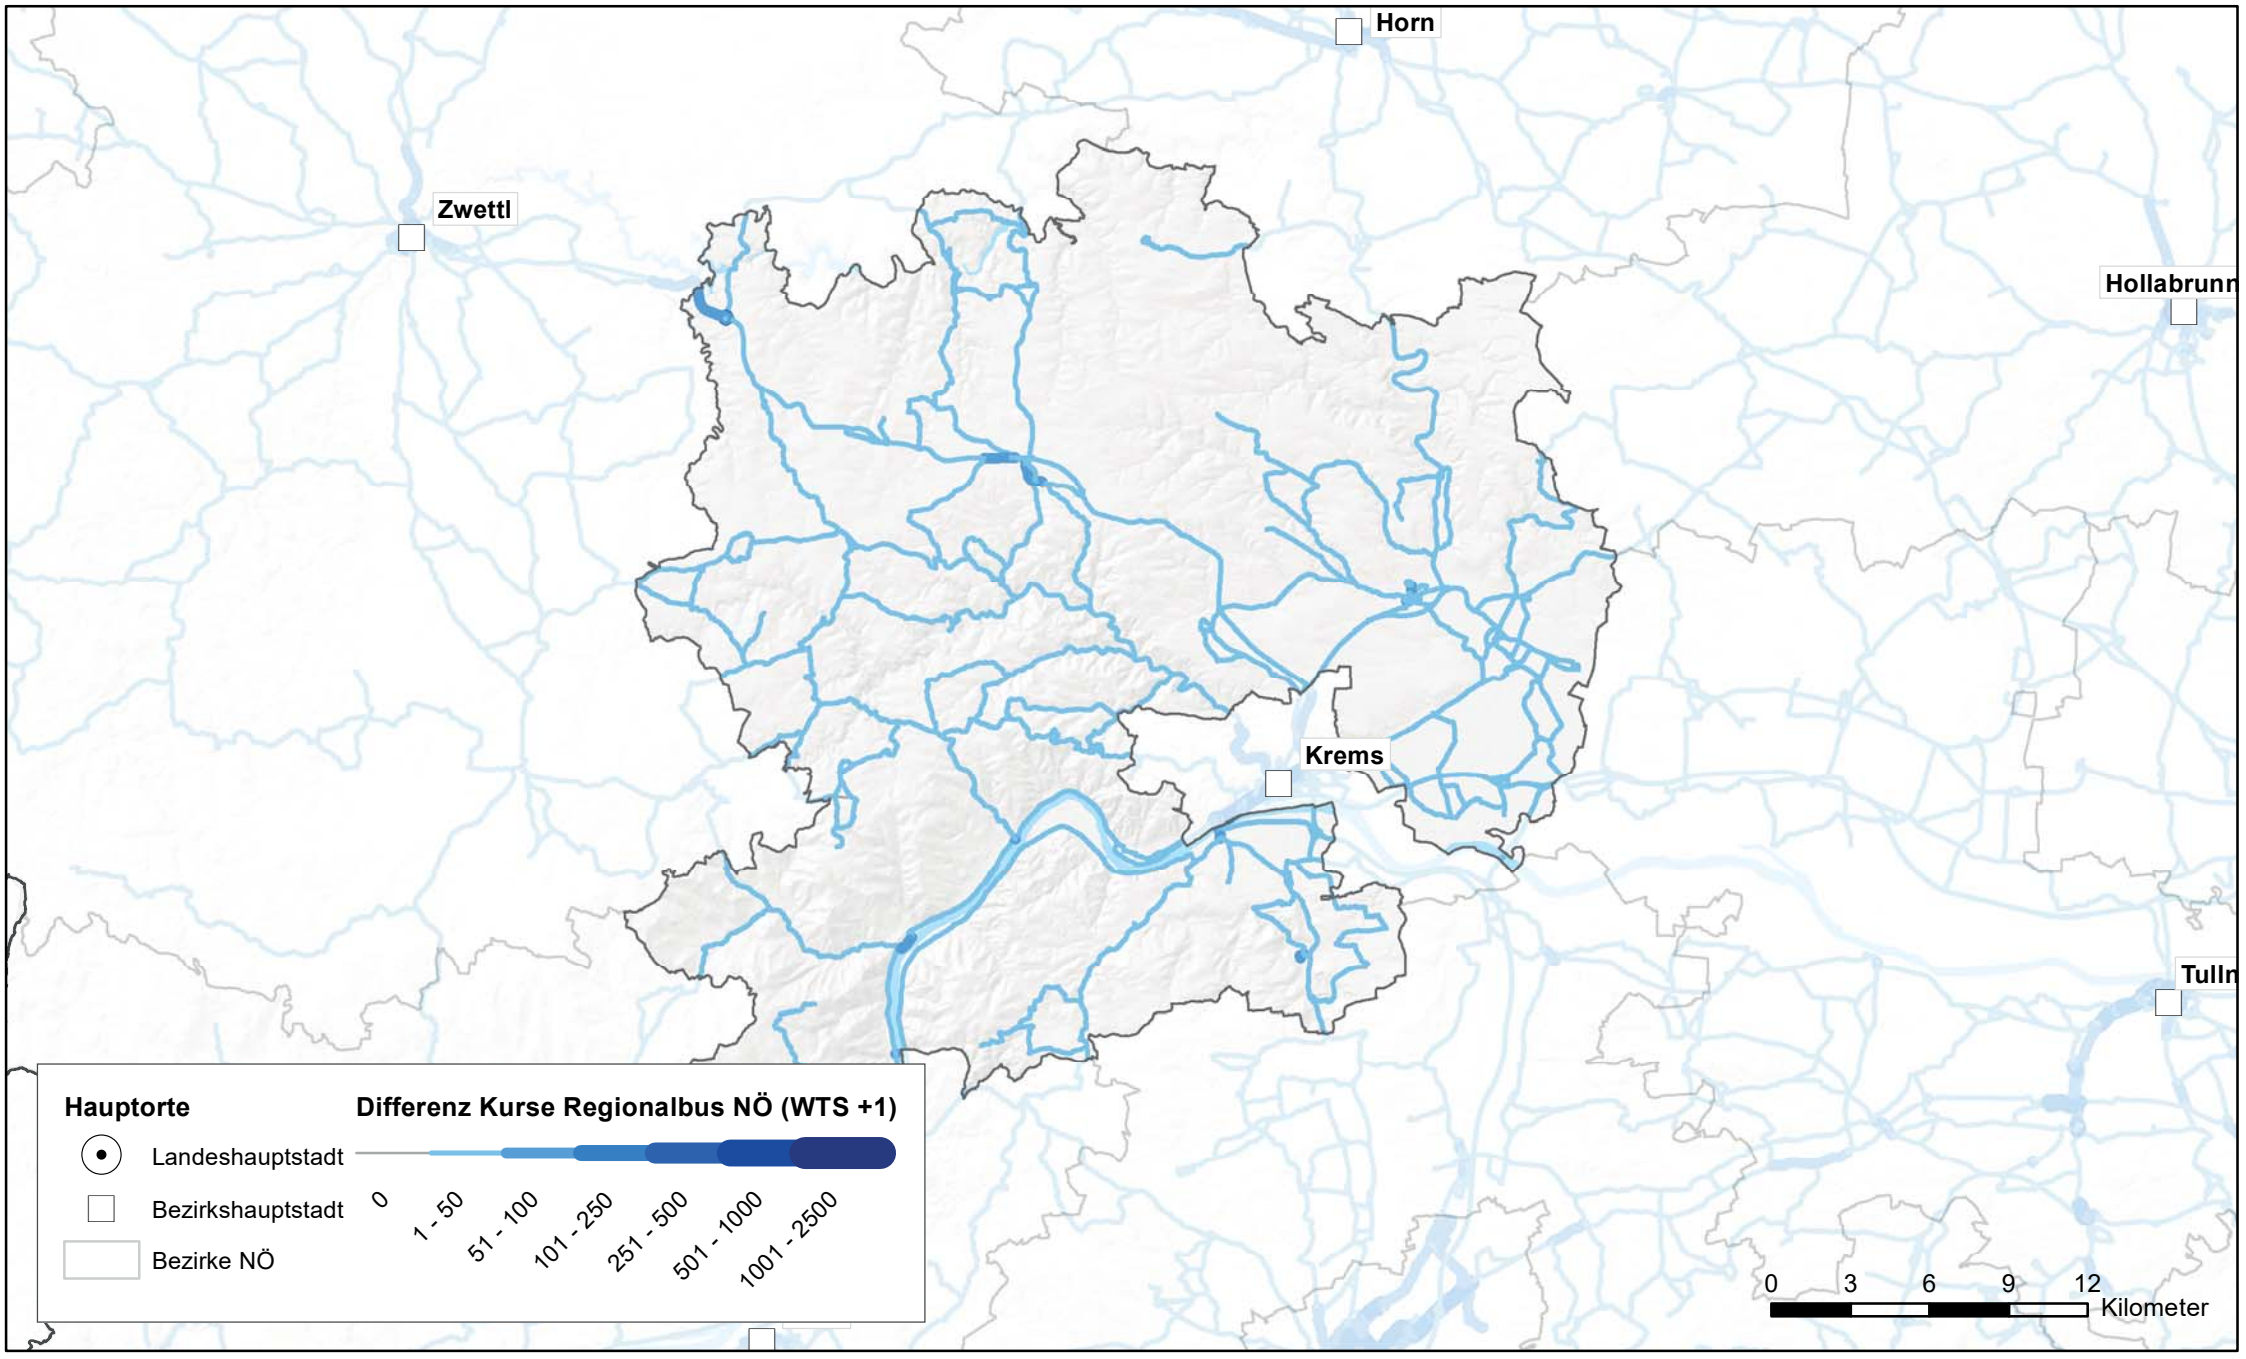 Horn
Zwettl
Hollabrunn
Krems
Tulln
Hauptorte
Landeshauptstadt
Bezirkshauptstadt
Bezirke NÖ
Differenz Kurse Regionalbus NÖ (WTS +1)
0
1 - 50
51 - 100
101 - 250
251 - 500
501 - 1000
1001 - 2500
0 3 6 9 12
Kilometer